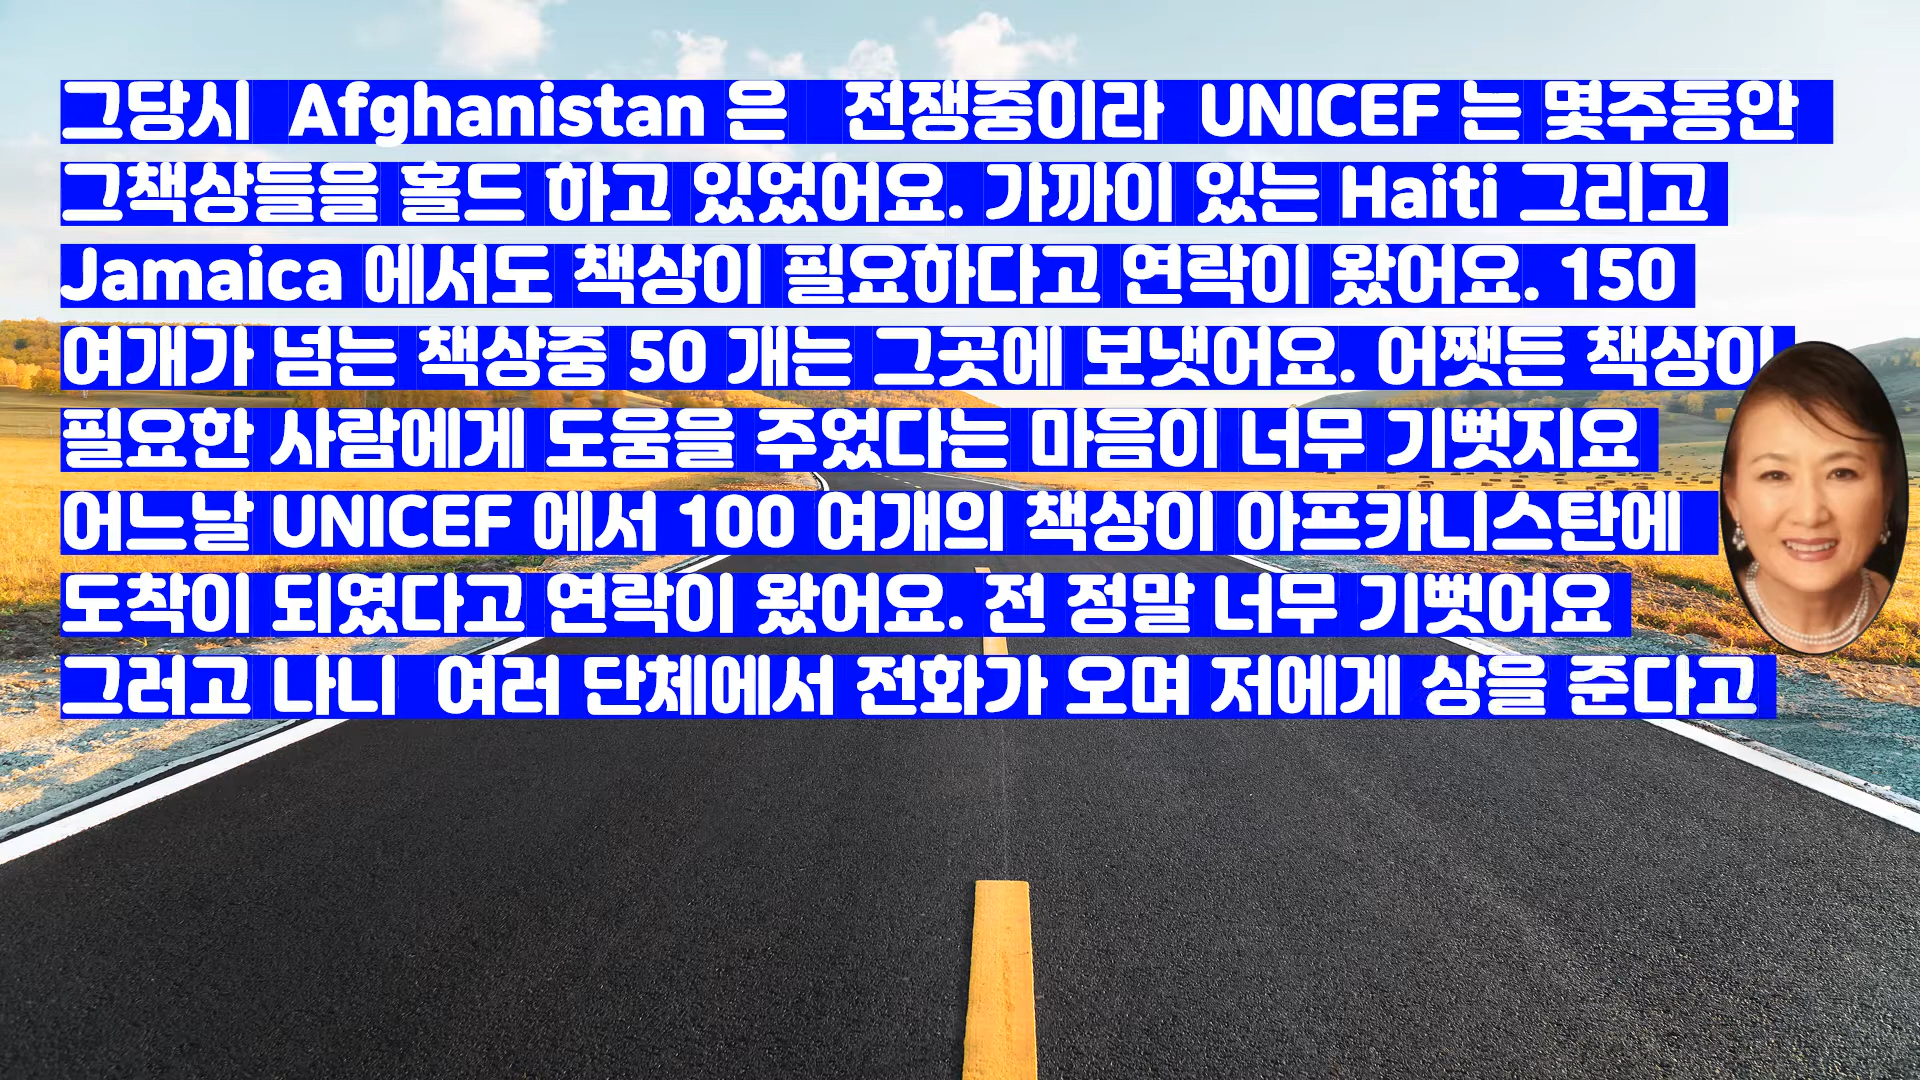 그당시 Afghanistan 은 전쟁중이라 UNICEF 는 몇주동안
그책상들을 홀드 하고 있었어요. 가까이 있는 Haiti 그리고
Jamaica 에서도 책상이 필요하다고 연락이 왔어요. 150
여개가 넘는 책상중 50 개는 그곳에 보냇어요. 어쨋든 책상이
필요한 사람에게 도움을 주었다는 마음이 너무 기뻣지요
어느날 UNICEF 에서 100 여개의 책상이 아프카니스탄에
도착이 되였다고 연락이 왔어요. 전 정말 너무 기뻣어요
그러고 나니 여러 단체에서 전화가 오며 저에게 상을 준다고